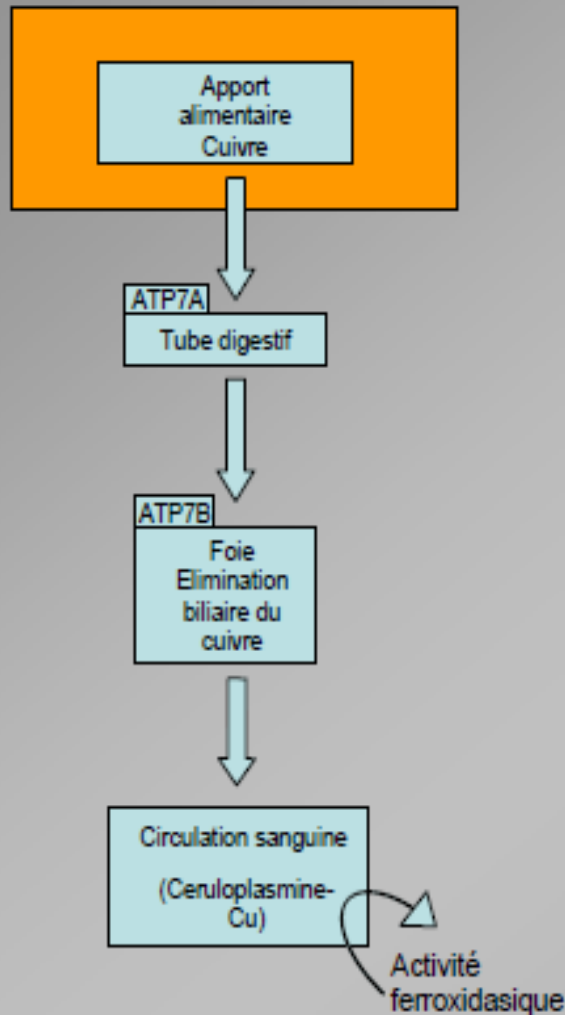 Apport
alimentaire
Cuivre
ATP7A
Tube digestif
ATP7B
Foie
Elimination
biliaire du
cuivre
Circulation sanguine
(Ceruloplasmine-
Cu)
Activité
ferroxidasique